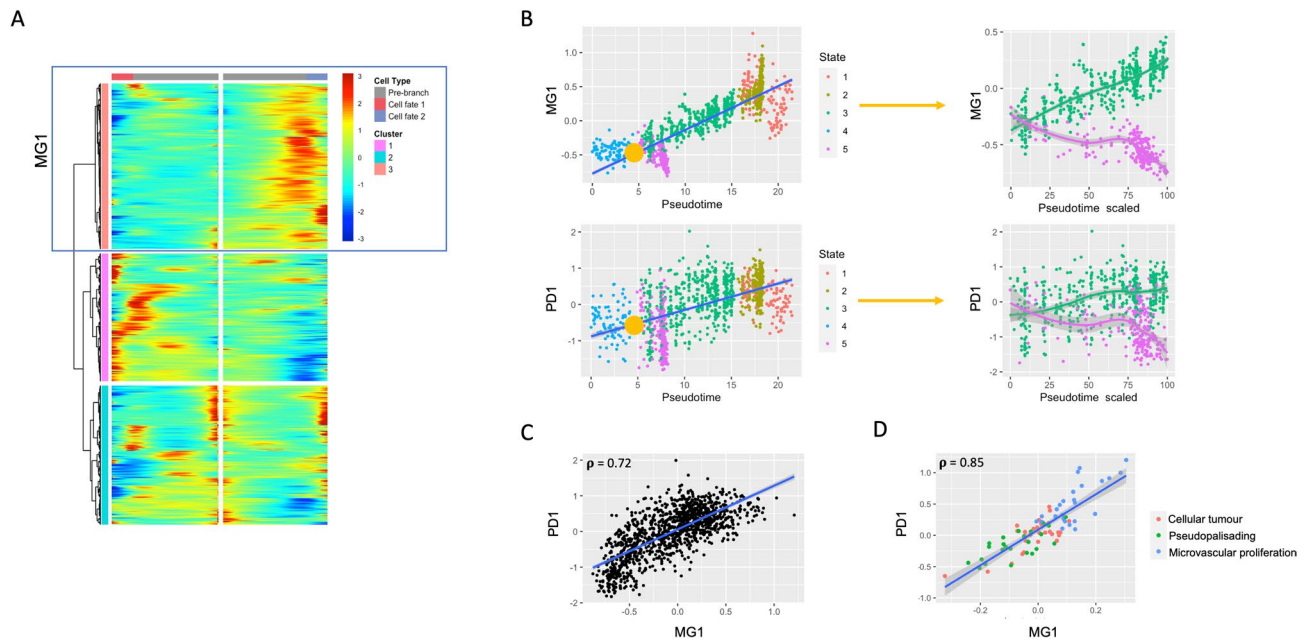 A
MG1
Cell Type
Pre-branch
Cell fate 1
Cell fate 2
Cluster
1
2
3
3
2
1
0
-1
-2
-3
B
MG1
1.0
0.5
0.0
-0.5
0 5 10 15 20
Pseudotime
State
1
2
3
4
5
MG1
0.5
0.0
-0.5
0 25 50 75 100
Pseudotime scaled
PD1
2
1
0
-1
0 5 10 15 20
Pseudotime
State
1
2
3
4
5
PD1
2
1
0
-1
-2
0 25 50 75 100
Pseudotime scaled
C
ρ = 0.72
PD1
2
1
0
-1
-2
-0.5 0.0 0.5 1.0
MG1
D
ρ = 0.85
PD1
1.0
0.5
0.0
-0.5
-1.0
-0.2 0.0 0.2
MG1
Cellular tumour
Pseudopalisading
Microvascular proliferation